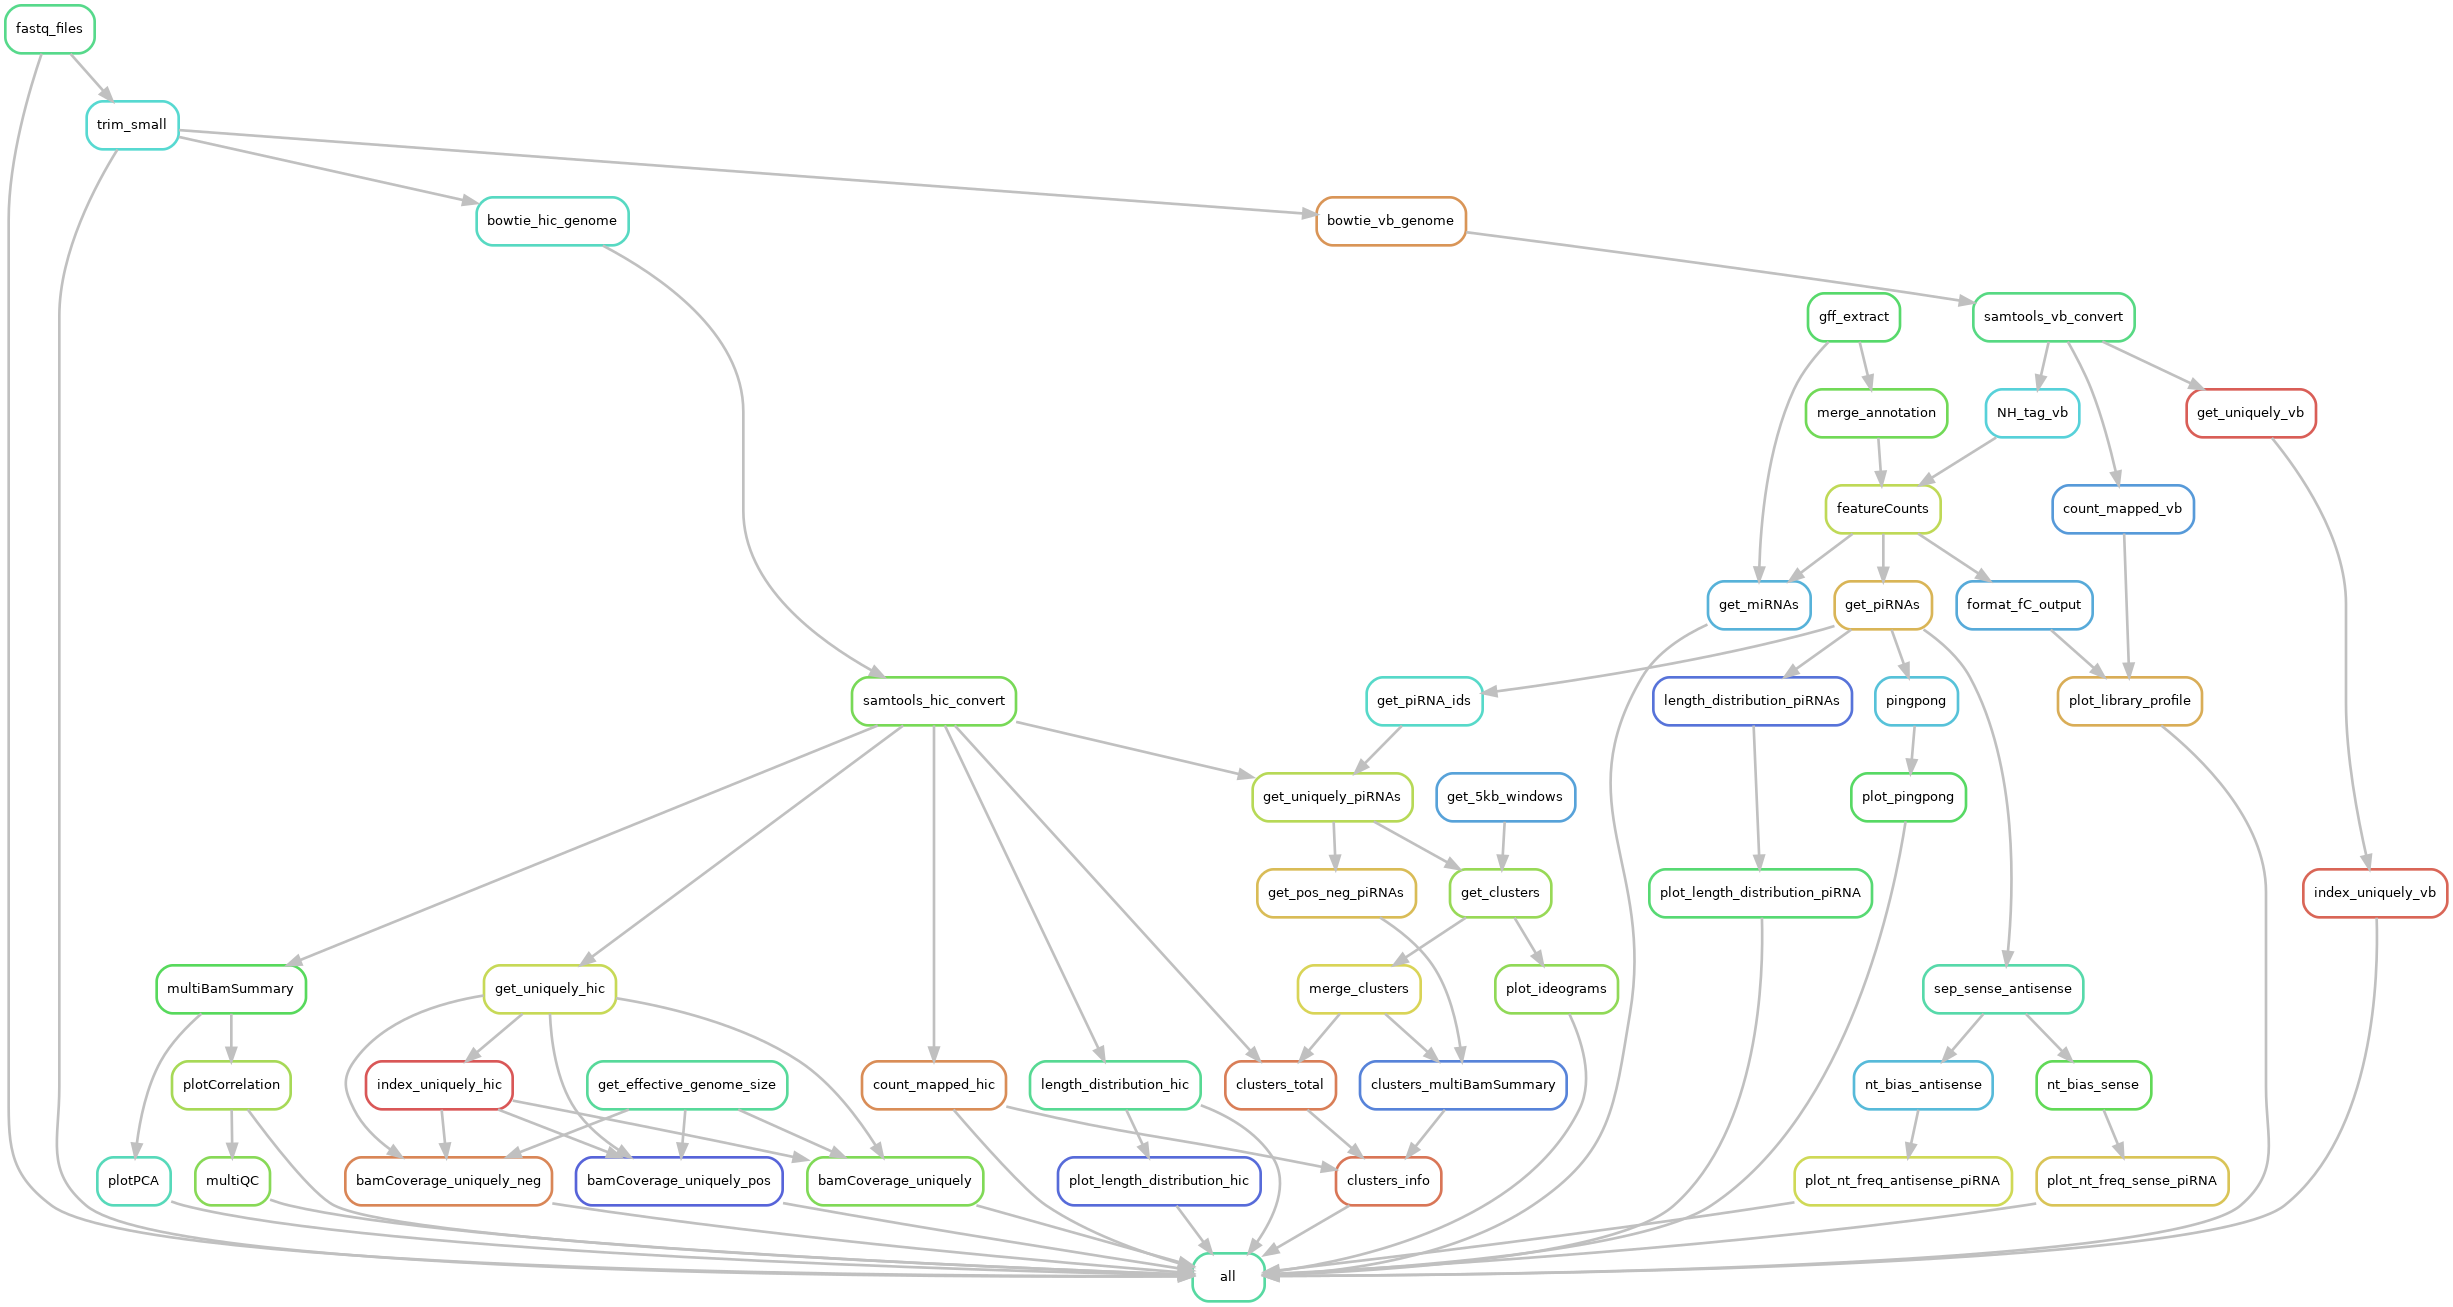 fastq_files
trim_small
bowtie_hic_genome
bowtie_vb_genome
gff_extract
samtools_vb_convert
merge_annotation
NH_tag_vb
get_uniquely_vb
featureCounts
count_mapped_vb
get_miRNAs
get_piRNAs
format_fC_output
samtools_hic_convert
get_piRNA_ids
length_distribution_piRNAs
pingpong
plot_library_profile
get_uniquely_piRNAs
get_5kb_windows
plot_pingpong
get_pos_neg_piRNAs
get_clusters
plot_length_distribution_piRNA
index_uniquely_vb
multiBamSummary
get_uniquely_hic
merge_clusters
plot_ideograms
sep_sense_antisense
plotCorrelation
index_uniquely_hic
get_effective_genome_size
count_mapped_hic
length_distribution_hic
clusters_total
clusters_multiBamSummary
nt_bias_antisense
nt_bias_sense
plotPCA
multiQC
bamCoverage_uniquely_neg
bamCoverage_uniquely_pos
bamCoverage_uniquely
plot_length_distribution_hic
clusters_info
plot_nt_freq_antisense_piRNA
plot_nt_freq_sense_piRNA
all